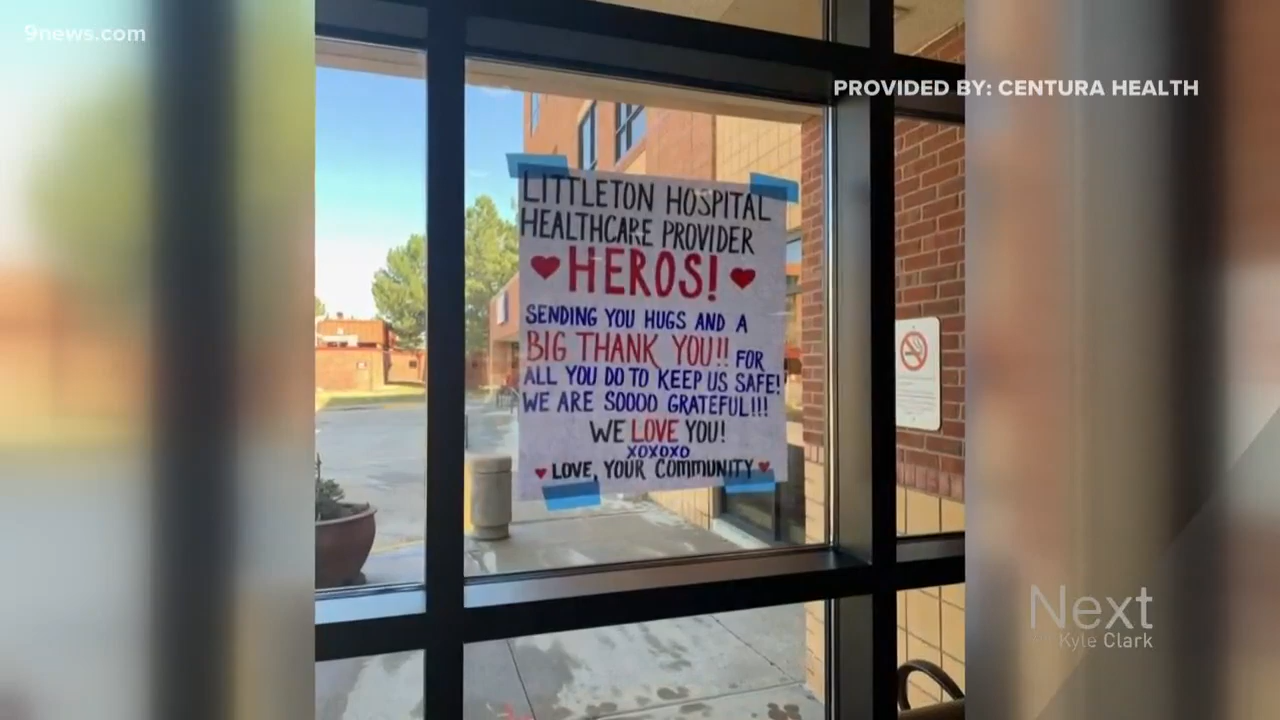 9news.com
PROVIDED BY: CENTURA HEALTH
LITTLETON HOSPITAL
HEALTHCARE PROVIDER
HEROS!
SENDING YOU HUGS AND A
BIG THANK YOU!! FOR
ALL YOU DO TO KEEP US SAFE!
WE ARE SOOOO GRATEFUL!!!
WE LOVE YOU!
XOXOXO
LOVE, YOUR COMMUNITY
Next
Kyle Clark